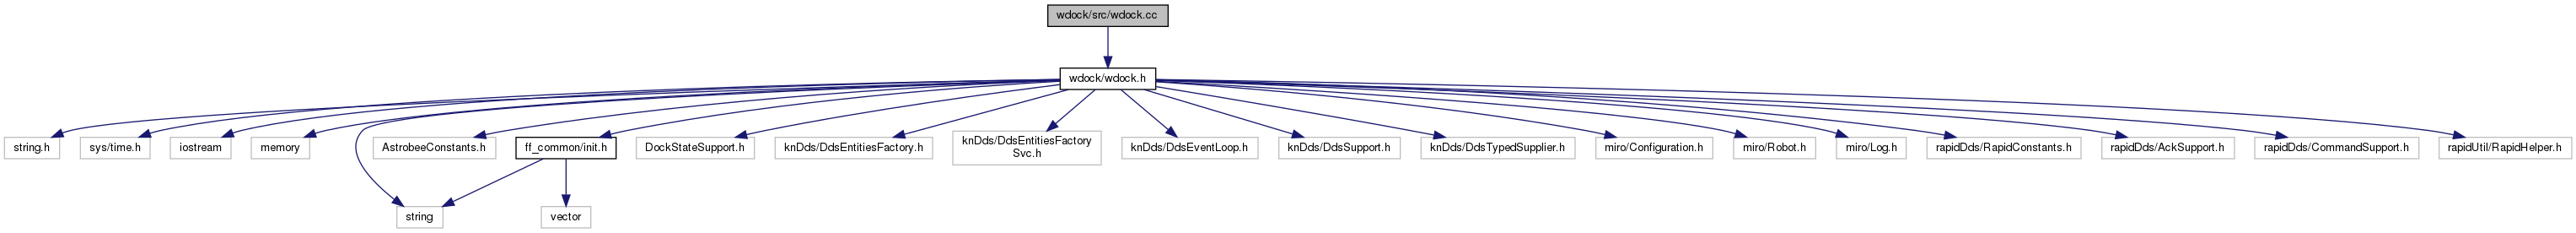 wdock/src/wdock.cc
wdock/wdock.h
string.h
sys/time.h
iostream
memory
AstrobeeConstants.h
ff_common/init.h
DockStateSupport.h
knDds/DdsEntitiesFactory.h
knDds/DdsEntitiesFactory
Svc.h
knDds/DdsEventLoop.h
knDds/DdsSupport.h
knDds/DdsTypedSupplier.h
miro/Configuration.h
miro/Robot.h
miro/Log.h
rapidDds/RapidConstants.h
rapidDds/AckSupport.h
rapidDds/CommandSupport.h
rapidUtil/RapidHelper.h
string
vector